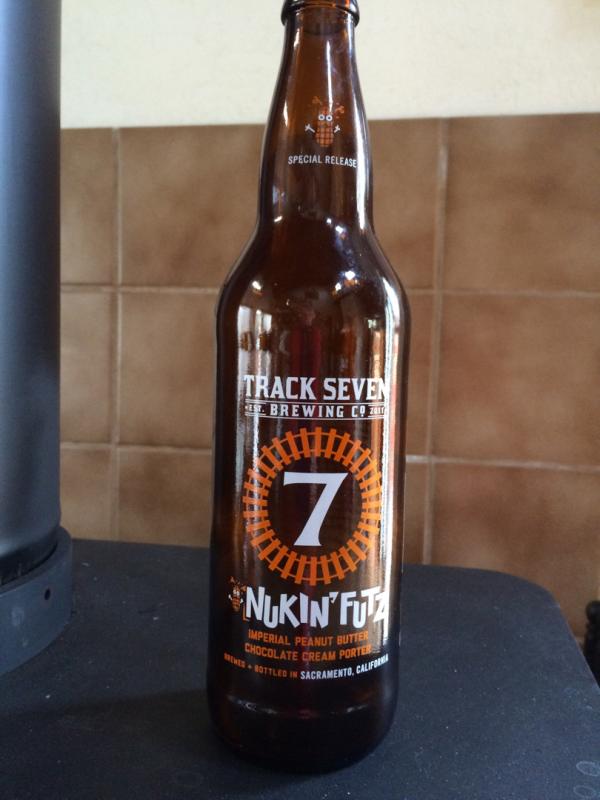 SPECIAL RELEASE
TRACK SEVEN
EST. BREWING CO 2011
7
NUKIN' FUTZ
IMPERIAL PEANUT BUTTER
CHOCOLATE CREAM PORTER
BREWED + BOTTLED IN SACRAMENTO, CALIFORNIA